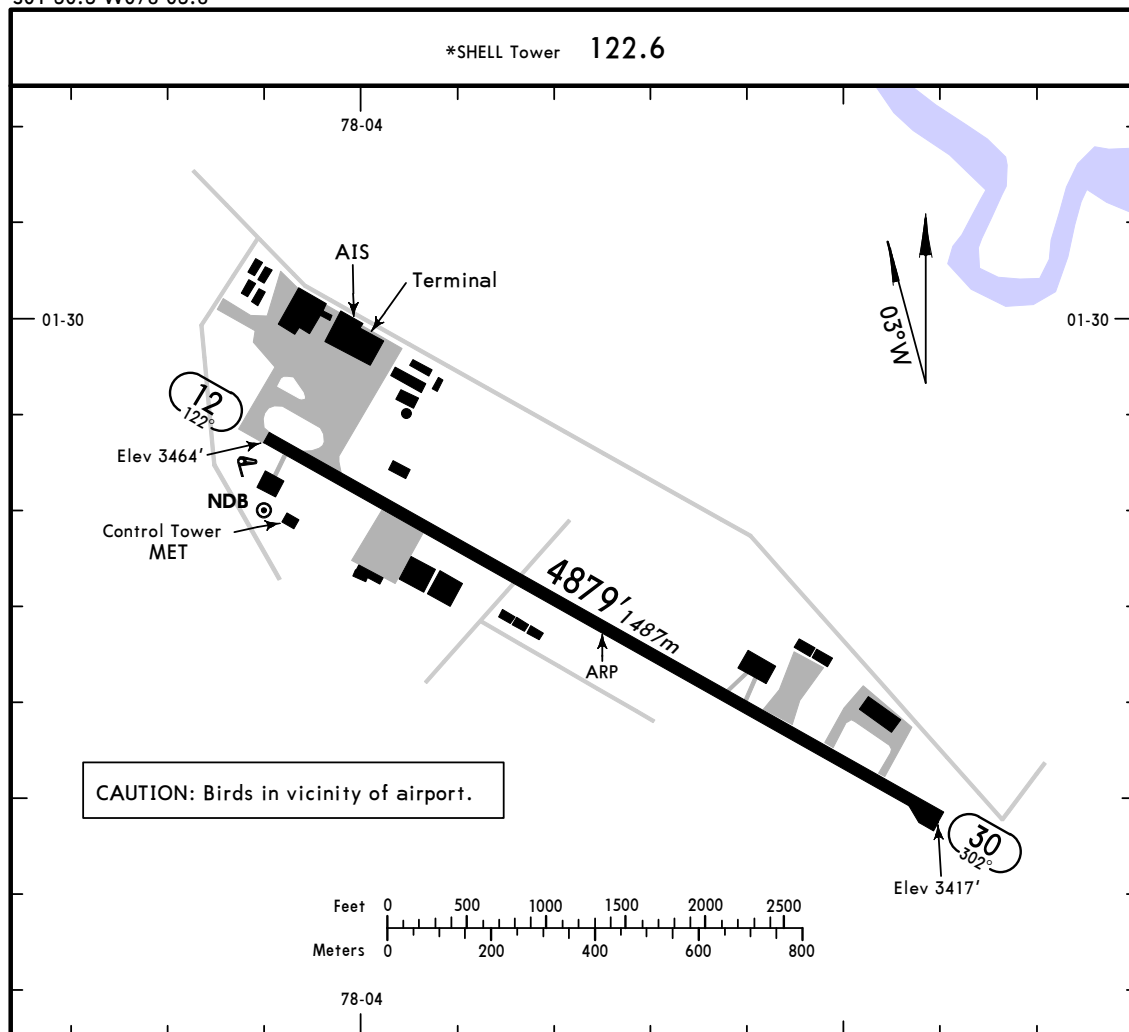 *SHELL Tower 122.6
78-04
AIS
Terminal
01-30
01-30
03°W
12
122°
Elev 3464'
NDB
Control Tower
MET
4879'
1487m
ARP
CAUTION: Birds in vicinity of airport.
30
302°
Elev 3417'
Feet 0 500 1000 1500 2000 2500
Meters 0 200 400 600 800
78-04